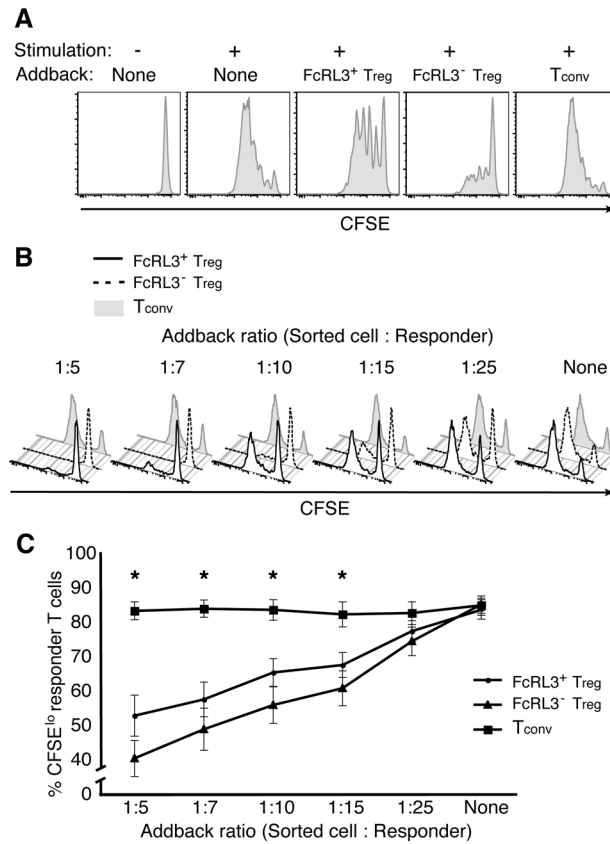 A
Stimulation: - + + + +
Addback: None None FcRL3⁺ Treg FcRL3⁻ Treg Tconv
CFSE
B
FcRL3⁺ Treg
FcRL3⁻ Treg
Tconv
Addback ratio (Sorted cell : Responder)
1:5 1:7 1:10 1:15 1:25 None
CFSE
C
% CFSEˡᵒ responder T cells
100
90
80
70
60
50
40
0
* * * *
FcRL3⁺ Treg
FcRL3⁻ Treg
Tconv
1:5 1:7 1:10 1:15 1:25 None
Addback ratio (Sorted cell : Responder)